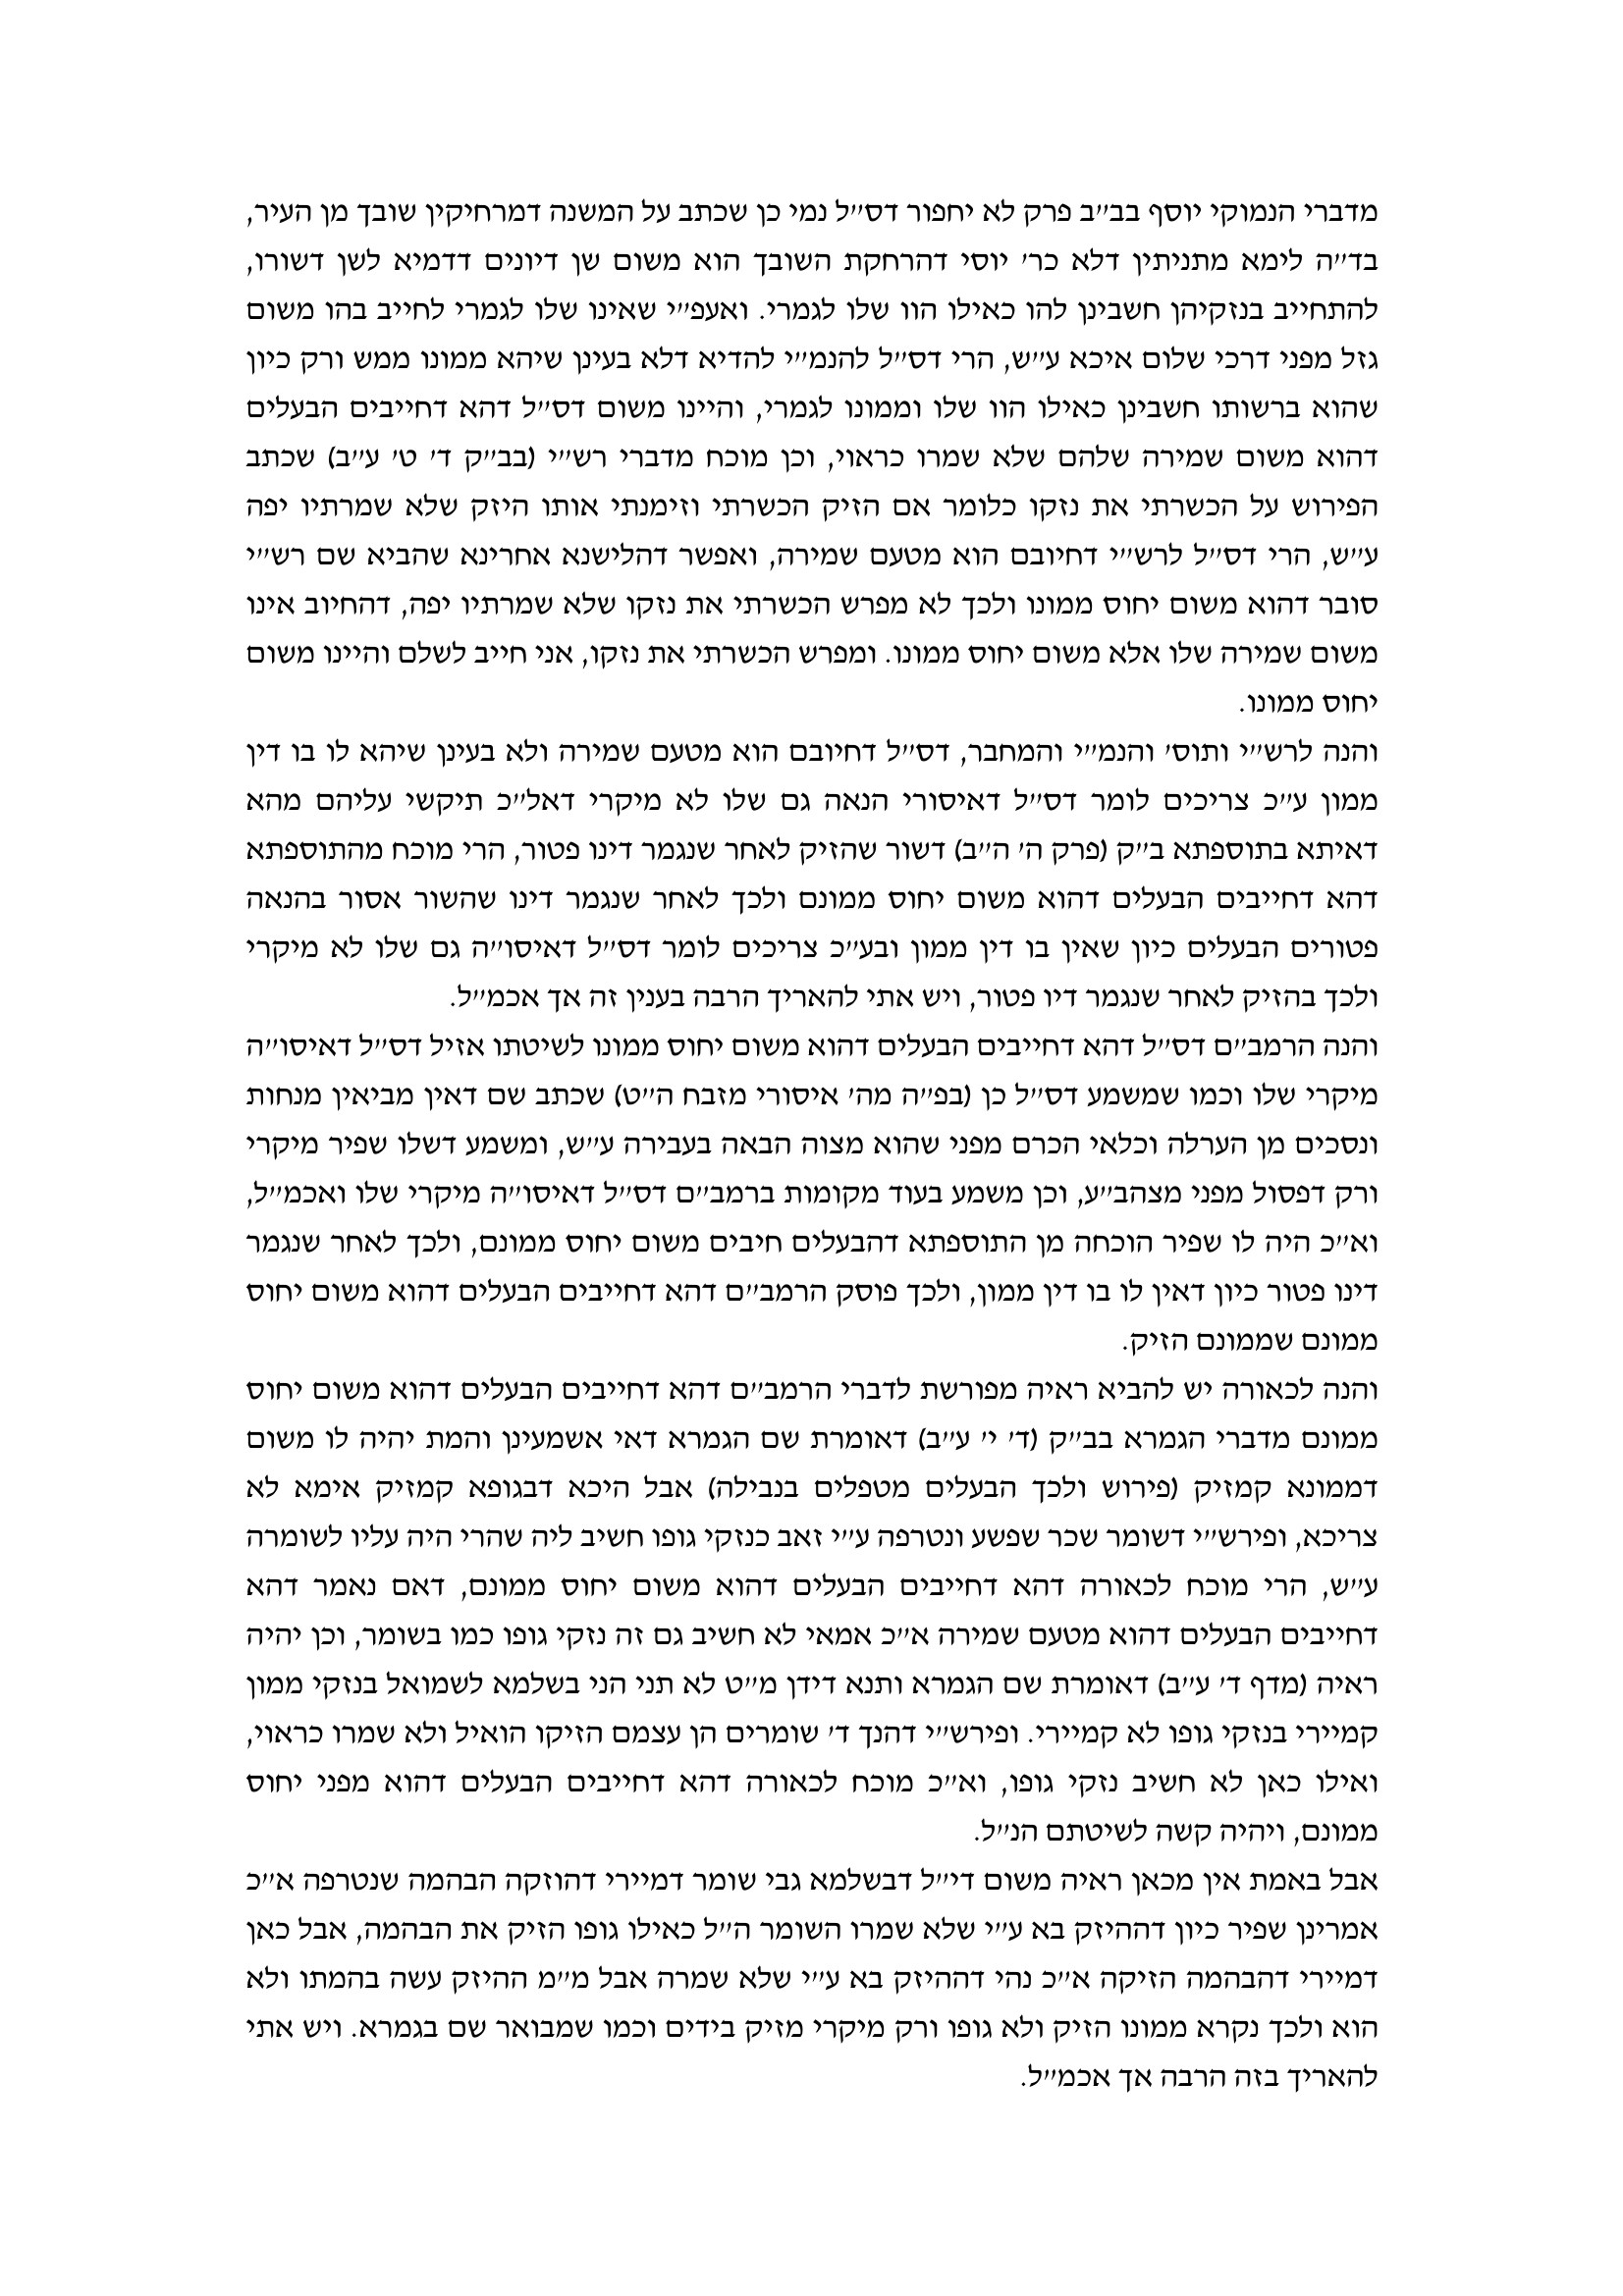 מדברי הנמוקי יוסף בב״ב פרק לא יחפור דס״ל נמי כן שכתב על המשנה דמרחיקין שובך מן העיר,
בד״ה לימא מתניתין דלא כר׳ יוסי דהרחקת השובך הוא משום שן דיונים דדמיא לשן דשורו,
להתחייב בנזקיהן חשבינן להו כאילו הוו שלו לגמרי. ואעפ״י שאינו שלו לגמרי לחייב בהו משום
גזל מפני דרכי שלום איכא ע״ש, הרי דס״ל להנמ״י להדיא דלא בעינן שיהא ממונו ממש ורק כיון
שהוא ברשותו חשבינן כאילו הוו שלו וממונו לגמרי, והיינו משום דס״ל דהא דחייבים הבעלים
דהוא משום שמירה שלהם שלא שמרו כראוי, וכן מוכח מדברי רש״י (בב״ק ד׳ ט׳ ע״ב) שכתב
הפירוש על הכשרתי את נזקו כלומר אם הזיק הכשרתי וזימנתי אותו היזק שלא שמרתיו יפה
ע״ש, הרי דס״ל לרש״י דחיובם הוא מטעם שמירה, ואפשר דהלישנא אחרינא שהביא שם רש״י
סובר דהוא משום יחוס ממונו ולכך לא מפרש הכשרתי את נזקו שלא שמרתיו יפה, דהחיוב אינו
משום שמירה שלו אלא משום יחוס ממונו. ומפרש הכשרתי את נזקו, אני חייב לשלם והיינו משום
יחוס ממונו.
והנה לרש״י ותוס׳ והנמ״י והמחבר, דס״ל דחיובם הוא מטעם שמירה ולא בעינן שיהא לו בו דין
ממון ע״כ צריכים לומר דס״ל דאיסורי הנאה גם שלו לא מיקרי דאל״כ תיקשי עליהם מהא
דאיתא בתוספתא ב״ק (פרק ה׳ ה״ב) דשור שהזיק לאחר שנגמר דינו פטור, הרי מוכח מהתוספתא
דהא דחייבים הבעלים דהוא משום יחוס ממונם ולכך לאחר שנגמר דינו שהשור אסור בהנאה
פטורים הבעלים כיון שאין בו דין ממון ובע״כ צריכים לומר דס״ל דאיסו״ה גם שלו לא מיקרי
ולכך בהזיק לאחר שנגמר דיו פטור, ויש אתי להאריך הרבה בענין זה אך אכמ״ל.
והנה הרמב״ם דס״ל דהא דחייבים הבעלים דהוא משום יחוס ממונו לשיטתו אזיל דס״ל דאיסו״ה
מיקרי שלו וכמו שמשמע דס״ל כן (בפ״ה מה׳ איסורי מזבח ה״ט) שכתב שם דאין מביאין מנחות
ונסכים מן הערלה וכלאי הכרם מפני שהוא מצוה הבאה בעבירה ע״ש, ומשמע דשלו שפיר מיקרי
ורק דפסול מפני מצהב״ע, וכן משמע בעוד מקומות ברמב״ם דס״ל דאיסו״ה מיקרי שלו ואכמ״ל,
וא״כ היה לו שפיר הוכחה מן התוספתא דהבעלים חיבים משום יחוס ממונם, ולכך לאחר שנגמר
דינו פטור כיון דאין לו בו דין ממון, ולכך פוסק הרמב״ם דהא דחייבים הבעלים דהוא משום יחוס
ממונם שממונם הזיק.
והנה לכאורה יש להביא ראיה מפורשת לדברי הרמב״ם דהא דחייבים הבעלים דהוא משום יחוס
ממונם מדברי הגמרא בב״ק (ד׳ י׳ ע״ב) דאומרת שם הגמרא דאי אשמעינן והמת יהיה לו משום
דממונא קמזיק (פירוש ולכך הבעלים מטפלים בנבילה) אבל היכא דבגופא קמזיק אימא לא
צריכא, ופירש״י דשומר שכר שפשע ונטרפה ע״י זאב כנזקי גופו חשיב ליה שהרי היה עליו לשומרה
ע״ש, הרי מוכח לכאורה דהא דחייבים הבעלים דהוא משום יחוס ממונם, דאם נאמר דהא
דחייבים הבעלים דהוא מטעם שמירה א״כ אמאי לא חשיב גם זה נזקי גופו כמו בשומר, וכן יהיה
ראיה (מדף ד׳ ע״ב) דאומרת שם הגמרא ותנא דידן מ״ט לא תני הני בשלמא לשמואל בנזקי ממון
קמיירי בנזקי גופו לא קמיירי. ופירש״י דהנך ד׳ שומרים הן עצמם הזיקו הואיל ולא שמרו כראוי,
ואילו כאן לא חשיב נזקי גופו, וא״כ מוכח לכאורה דהא דחייבים הבעלים דהוא מפני יחוס
ממונם, ויהיה קשה לשיטתם הנ״ל.
אבל באמת אין מכאן ראיה משום די״ל דבשלמא גבי שומר דמיירי דהוזקה הבהמה שנטרפה א״כ
אמרינן שפיר כיון דההיזק בא ע״י שלא שמרו השומר ה״ל כאילו גופו הזיק את הבהמה, אבל כאן
דמיירי דהבהמה הזיקה א״כ נהי דההיזק בא ע״י שלא שמרה אבל מ״מ ההיזק עשה בהמתו ולא
הוא ולכך נקרא ממונו הזיק ולא גופו ורק מיקרי מזיק בידים וכמו שמבואר שם בגמרא. ויש אתי
להאריך בזה הרבה אך אכמ״ל.